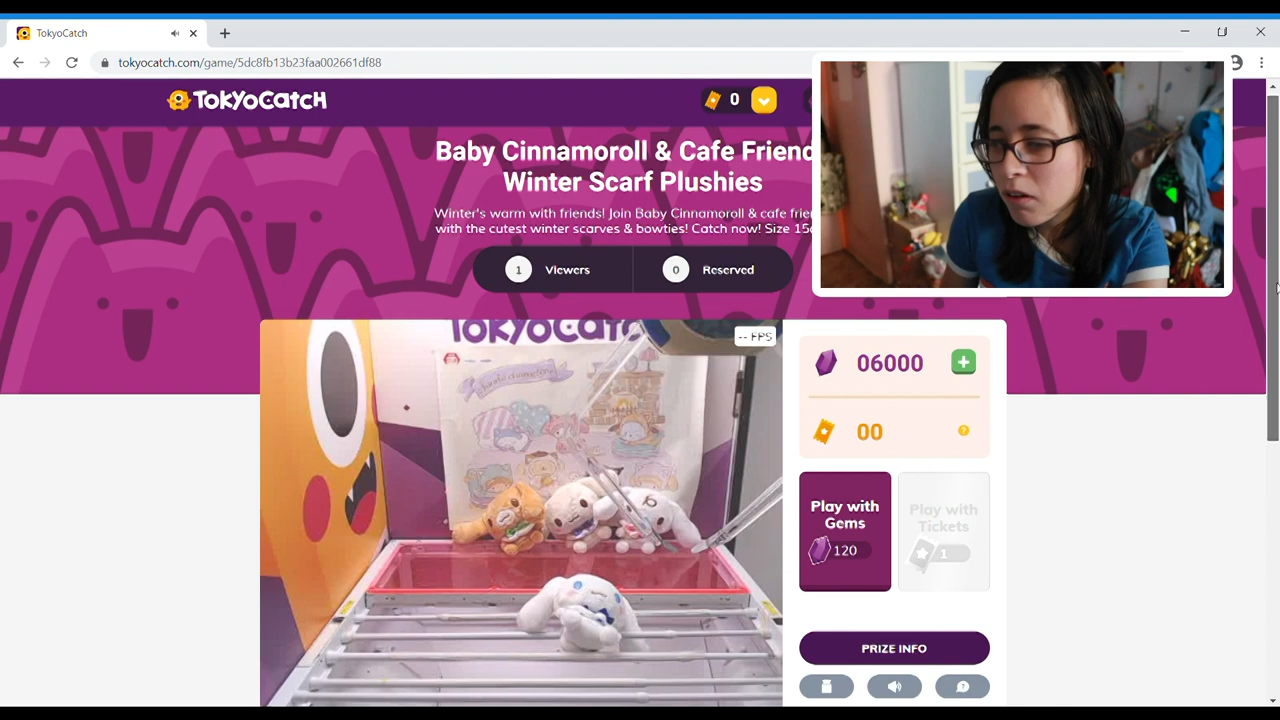 TokyoCatch
tokyocatch.com/game/5dc8fb13b23faa002661df88
TOKYOCATCH
0
Baby Cinnamoroll & Cafe Friend
Winter Scarf Plushies
Winter's warm with friends! Join Baby Cinnamoroll & cafe frie
with the cutest winter scarves & bowties! Catch now! Size 15
1 Viewers
0 Reserved
TOKYOCATC
-- FPS
06000
00
Play with
Gems
120
Play with
Tickets
1
PRIZE INFO